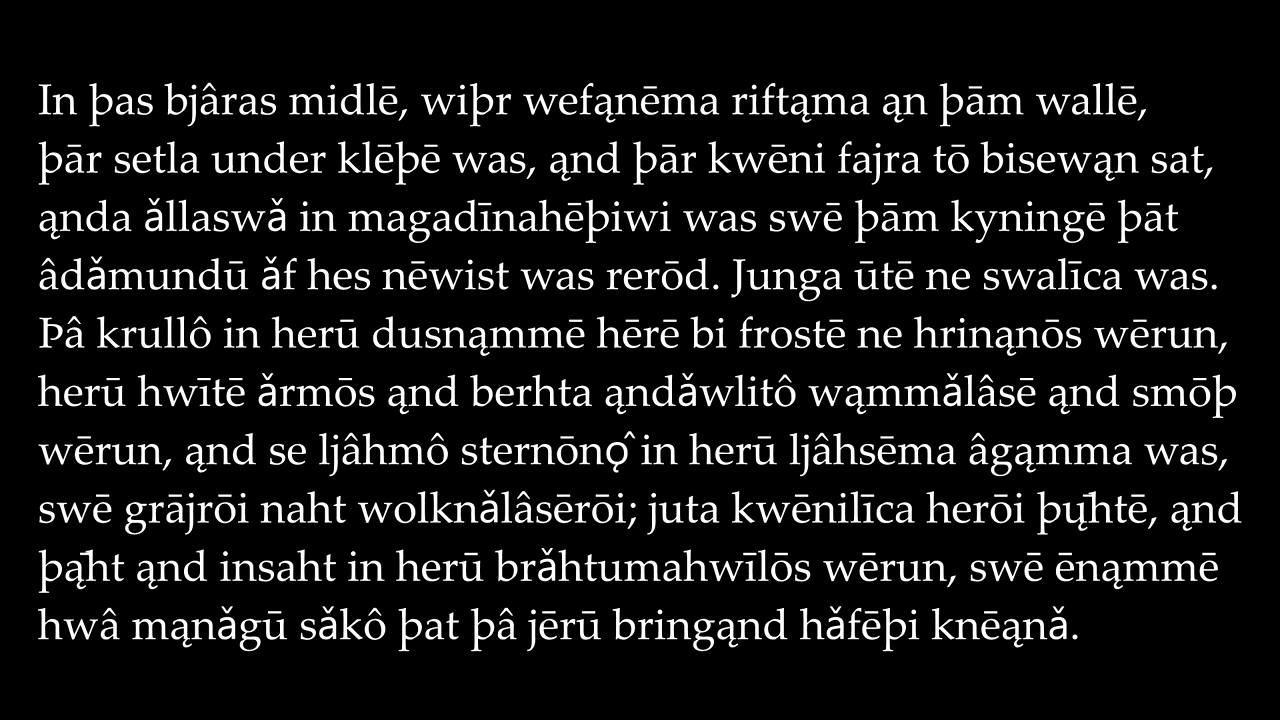 In þas bjâras midlē, wiþr wefąnēma riftąma ąn þām wallē,
þār setla under klēþē was, ąnd þār kwēni fajra tō bisewąn sat,
ąnda ǎllaswǎ in magadīnahēþiwi was swē þām kyningē þāt
âdǎmundū ǎf hes nēwist was rerōd. Junga ūtē ne swalīca was.
Þâ krullô in herū dusnąmmē hērē bi frostē ne hrinąnōs wērun,
herū hwītē ǎrmōs ąnd berhta ąndǎwlitô wąmmǎlâsē ąnd smōþ
wērun, ąnd se ljâhmô sternōnǫ̂ in herū ljâhsēma âgąmma was,
swē grājrōi naht wolknǎlâsērōi; juta kwēnilīca herōi þų̄htē, ąnd
þą̄ht ąnd insaht in herū brǎhtumahwīlōs wērun, swē ēnąmmē
hwâ mąnǎgū sǎkô þat þâ jērū bringąnd hǎfēþi knēąnǎ.